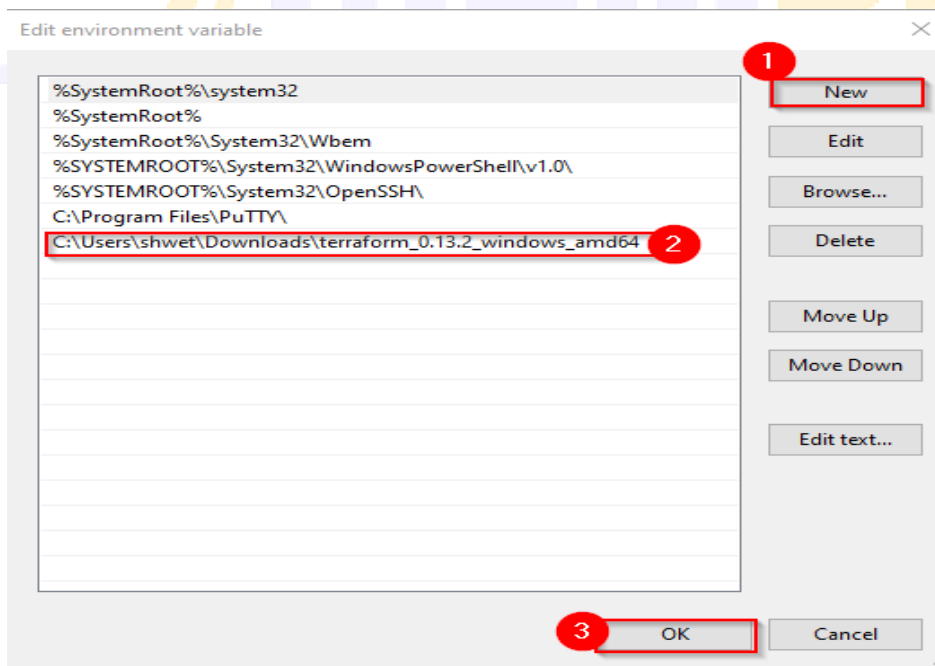 Edit environment variable
1
%SystemRoot%\system32
New
%SystemRoot%
%SystemRoot%\System32\Wbem
Edit
%SYSTEMROOT%\System32\WindowsPowerShell\v1.0\
%SYSTEMROOT%\System32\OpenSSH\
Browse...
C:\Program Files\PuTTY\
C:\Users\shwet\Downloads\terraform_0.13.2_windows_amd64
2
Delete
Move Up
Move Down
Edit text...
3
OK
Cancel